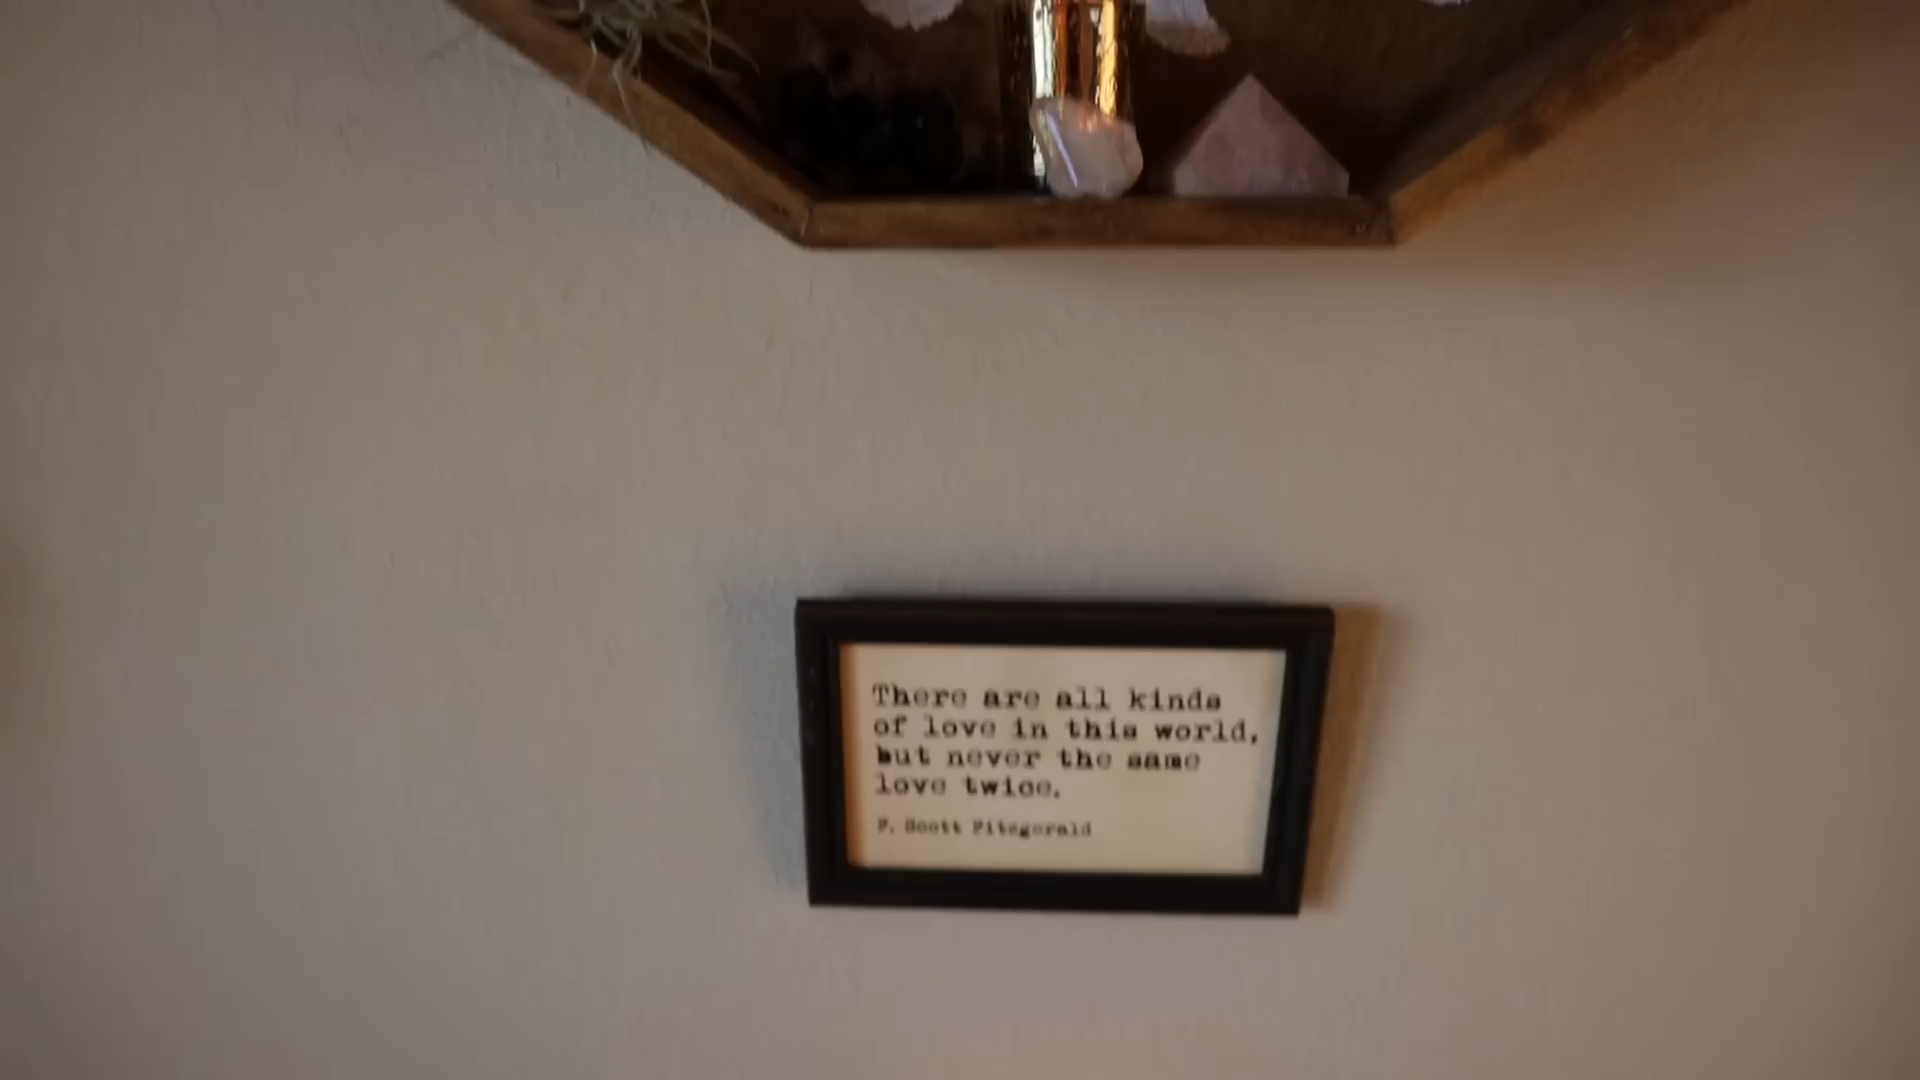 There are all kinds
of love in this world,
but never the same
love twice.
F. Scott Fitzgerald